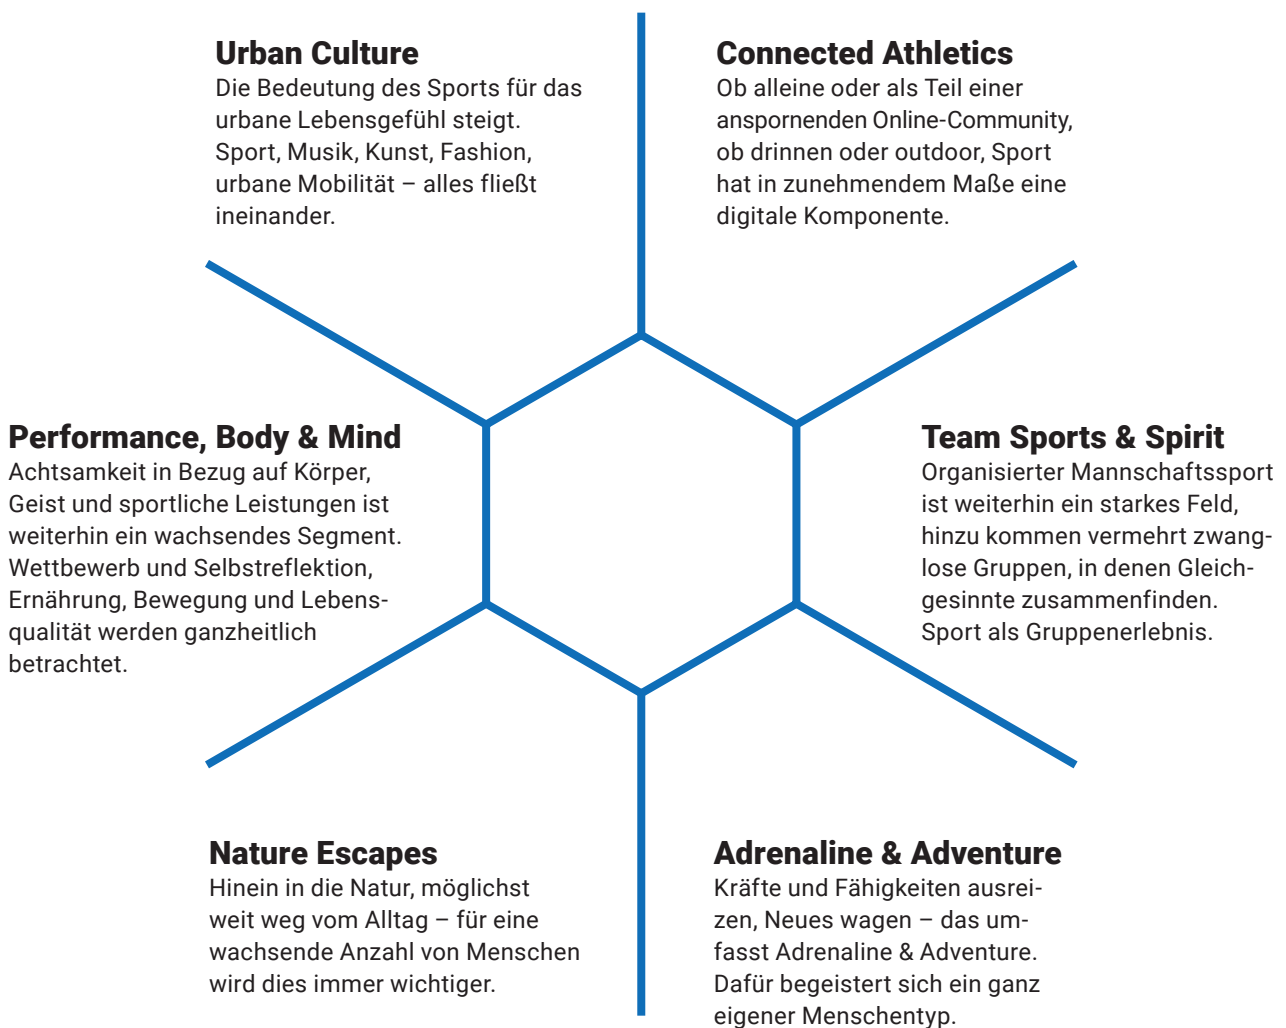 Urban Culture
Die Bedeutung des Sports für das
urbane Lebensgefühl steigt.
Sport, Musik, Kunst, Fashion,
urbane Mobilität – alles fließt
ineinander.
Connected Athletics
Ob alleine oder als Teil einer
anspornenden Online-Community,
ob drinnen oder outdoor, Sport
hat in zunehmendem Maße eine
digitale Komponente.
Performance, Body & Mind
Achtsamkeit in Bezug auf Körper,
Geist und sportliche Leistungen ist
weiterhin ein wachsendes Segment.
Wettbewerb und Selbstreflektion,
Ernährung, Bewegung und Lebens-
qualität werden ganzheitlich
betrachtet.
Team Sports & Spirit
Organisierter Mannschaftssport
ist weiterhin ein starkes Feld,
hinzu kommen vermehrt zwang-
lose Gruppen, in denen Gleich-
gesinnte zusammenfinden.
Sport als Gruppenerlebnis.
Nature Escapes
Hinein in die Natur, möglichst
weit weg vom Alltag – für eine
wachsende Anzahl von Menschen
wird dies immer wichtiger.
Adrenaline & Adventure
Kräfte und Fähigkeiten ausrei-
zen, Neues wagen – das um-
fasst Adrenaline & Adventure.
Dafür begeistert sich ein ganz
eigener Menschentyp.